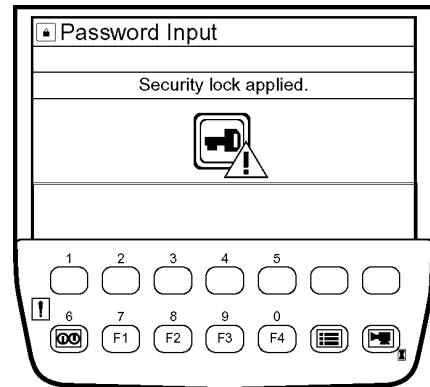 Password Input
Security lock applied.
1 2 3 4 5
6 7 8 9 0
F1 F2 F3 F4